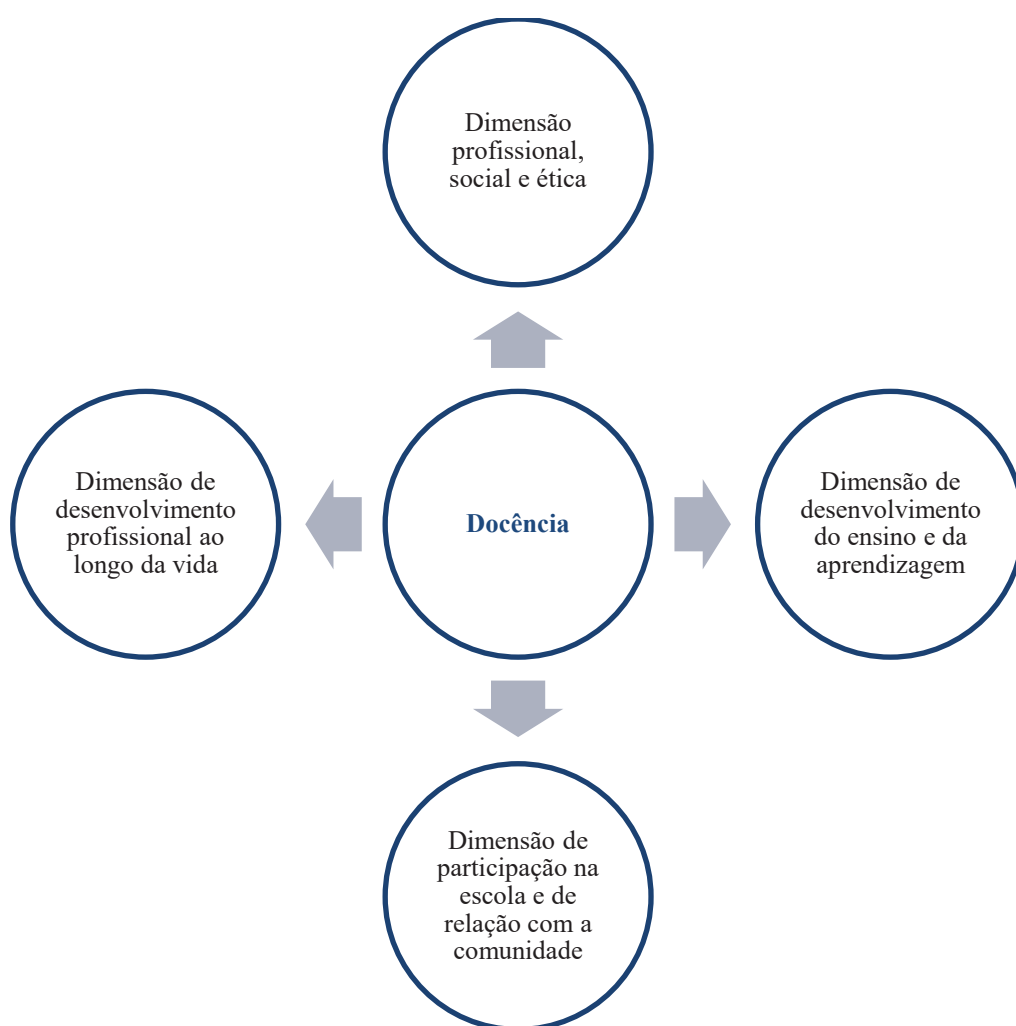 Dimensão
profissional,
social e ética
Dimensão de
desenvolvimento
profissional ao
longo da vida
Docência
Dimensão de
desenvolvimento
do ensino e da
aprendizagem
Dimensão de
participação na
escola e de
relação com a
comunidade